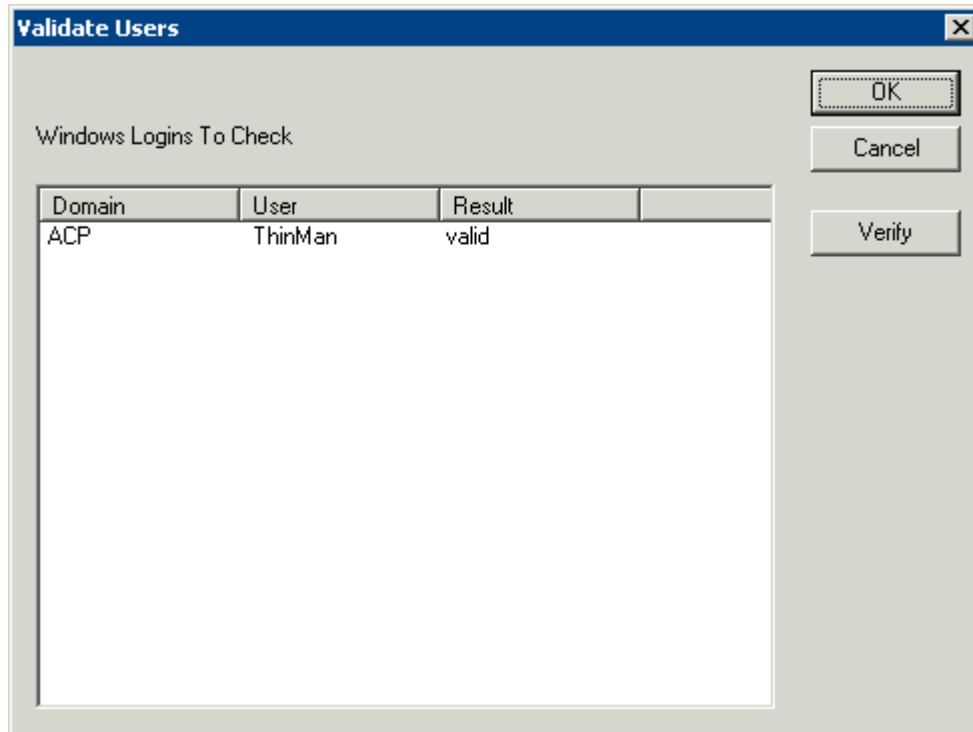 Validate Users
OK
Windows Logins To Check
Cancel
Domain User Result
Verify
ACP ThinMan valid